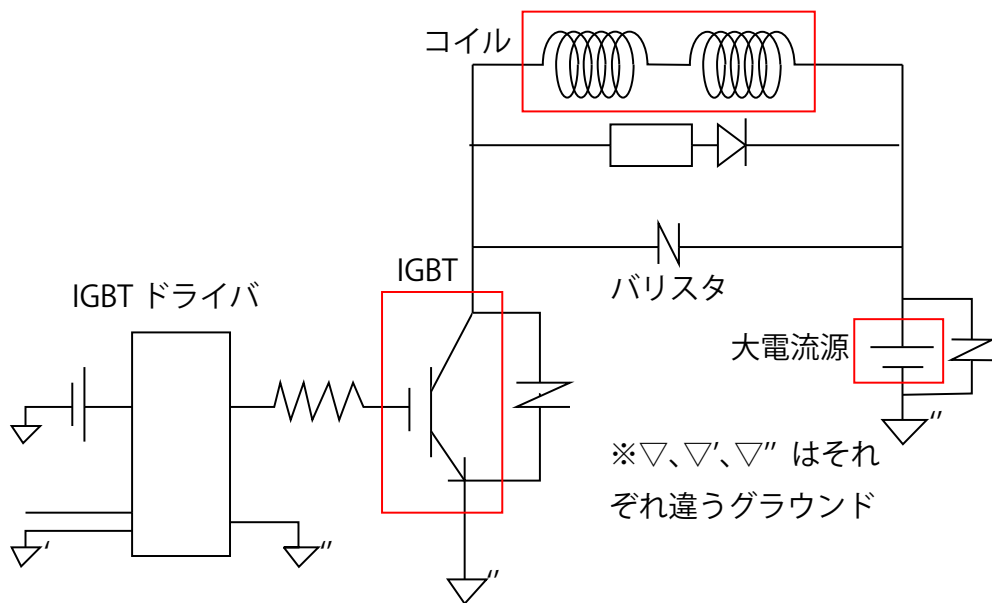 コイル
IGBT
バリスタ
IGBT ドライバ
大電流源
※▽、▽′、▽″ はそれ
ぞれ違うグラウンド
″
′
″
″